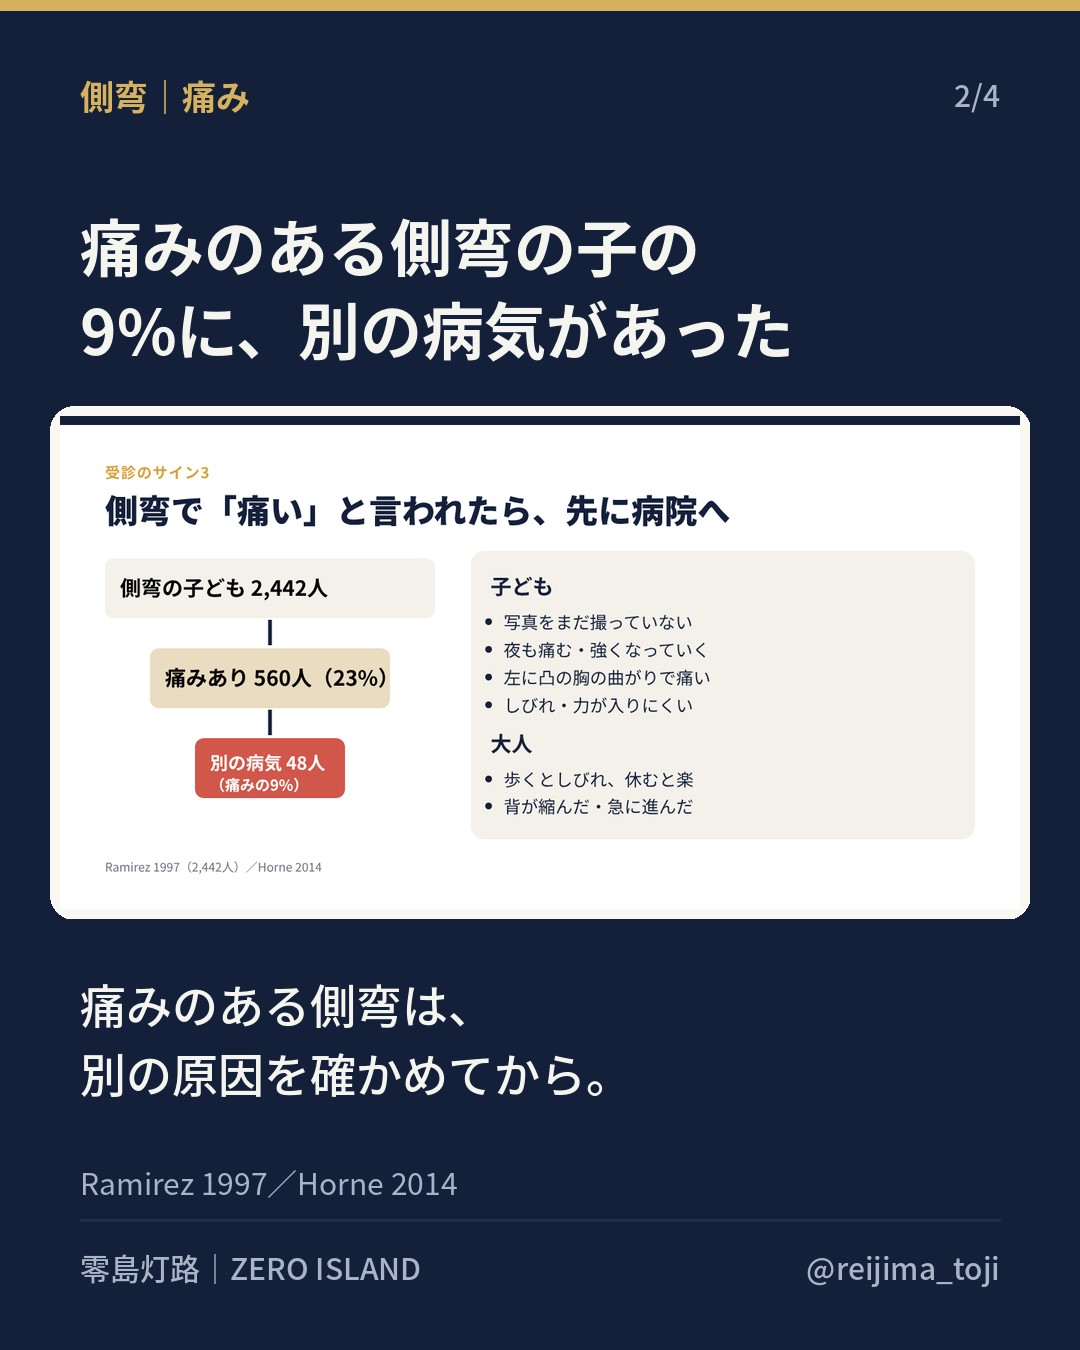 側弯｜痛み
2/4
痛みのある側弯の子の
9%に、別の病気があった
受診のサイン3
側弯で「痛い」と言われたら、先に病院へ
側弯の子ども 2,442人
痛みあり 560人（23%）
別の病気 48人
（痛みの9%）
子ども
• 写真をまだ撮っていない
• 夜も痛む・強くなっていく
• 左に凸の胸の曲がりで痛い
• しびれ・力が入りにくい
大人
• 歩くとしびれ、休むと楽
• 背が縮んだ・急に進んだ
Ramirez 1997（2,442人）／Horne 2014
痛みのある側弯は、
別の原因を確かめてから。
Ramirez 1997／Horne 2014
零島灯路｜ZERO ISLAND
@reijima_toji